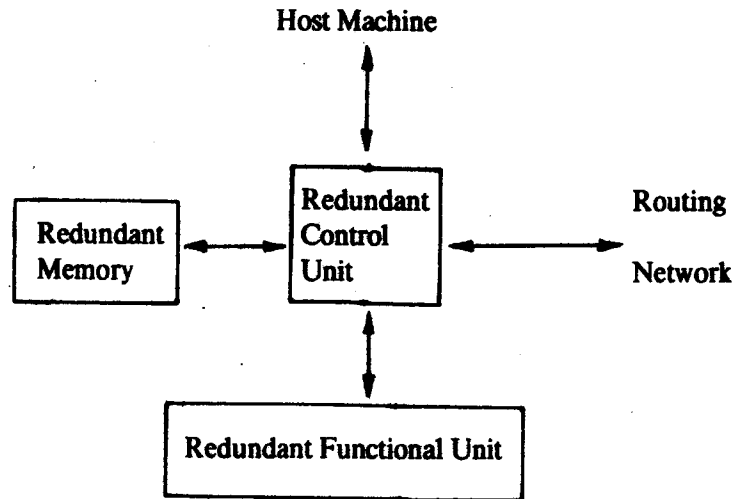 Host Machine
Redundant
Control
Unit
Redundant
Memory
Routing
Network
Redundant Functional Unit